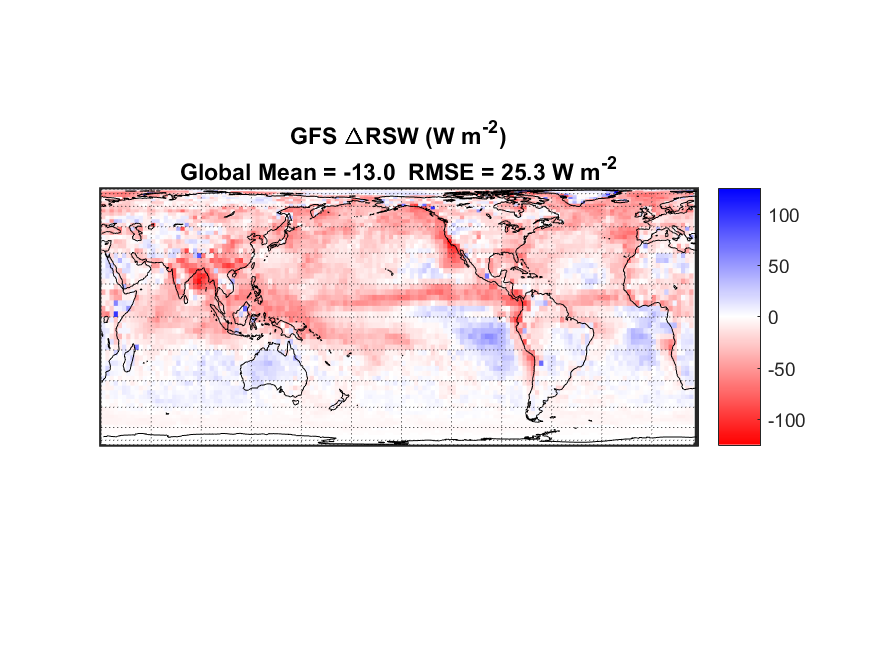 GFS △RSW (W m⁻²)
Global Mean = -13.0 RMSE = 25.3 W m⁻²
100
50
0
-50
-100